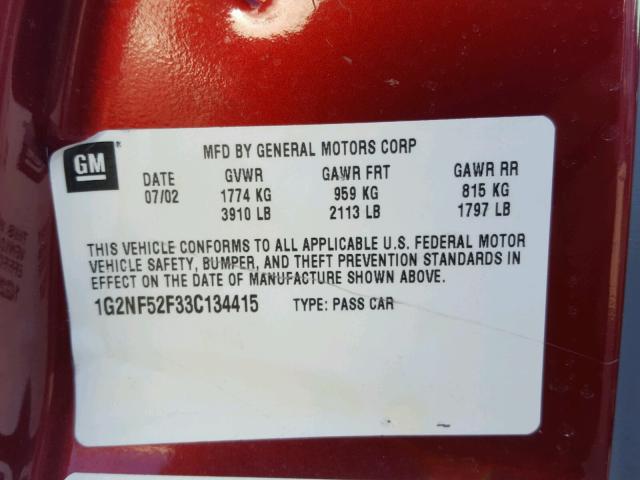 GM
MFD BY GENERAL MOTORS CORP
DATE GVWR GAWR FRT GAWR RR
07/02 1774 KG 959 KG 815 KG
3910 LB 2113 LB 1797 LB
THIS VEHICLE CONFORMS TO ALL APPLICABLE U.S. FEDERAL MOTOR
VEHICLE SAFETY, BUMPER, AND THEFT PREVENTION STANDARDS IN
EFFECT ON THE DATE OF MANUFACTURE SHOWN ABOVE.
1G2NF52F33C134415 TYPE: PASS CAR